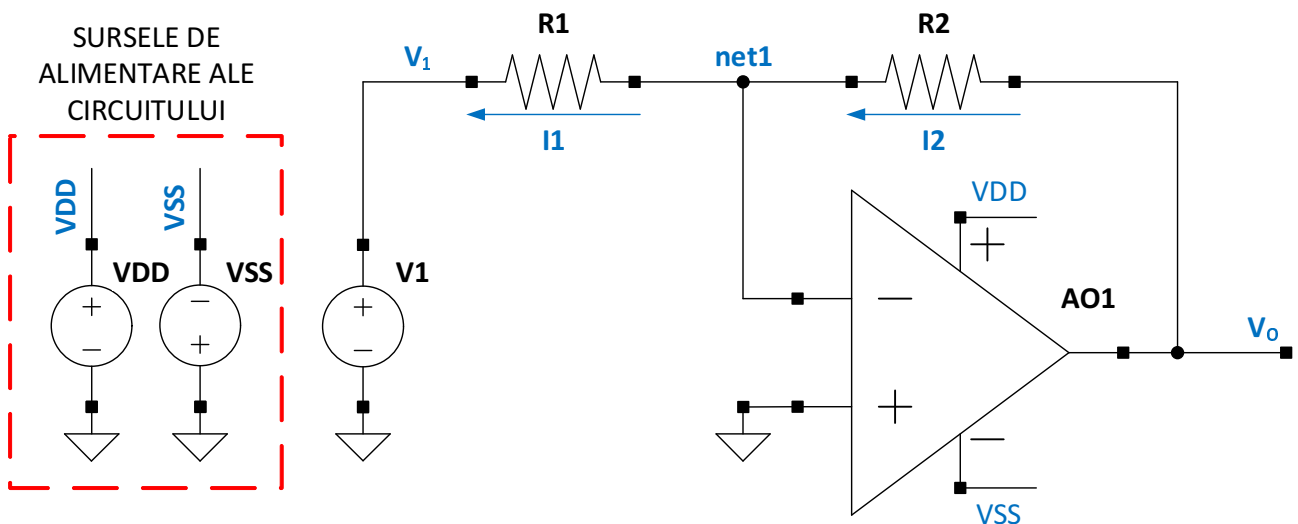 SURSELE DE
ALIMENTARE ALE
CIRCUITULUI
VDD
VSS
+
−
VDD
−
+
VSS
+
−
V1
V₁
R1
I1
net1
R2
I2
VDD
+
−
+
−
VSS
AO1
V₀